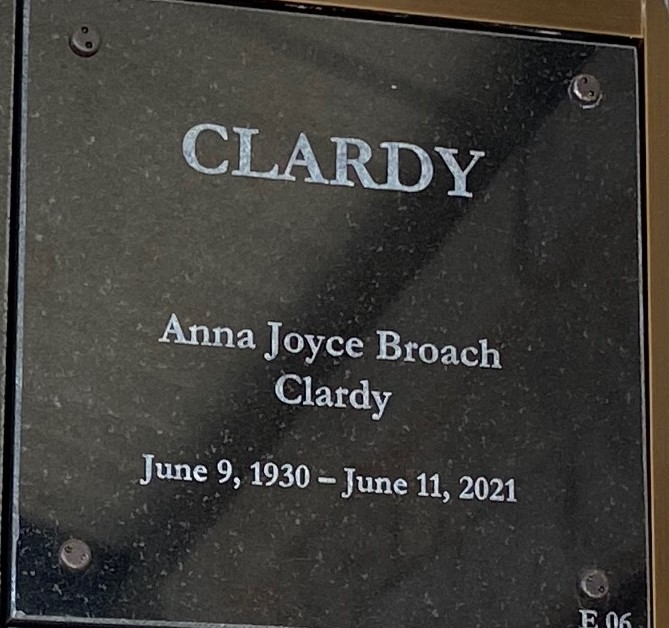 CLARDY
Anna Joyce Broach
Clardy
June 9, 1930 – June 11, 2021
E 06